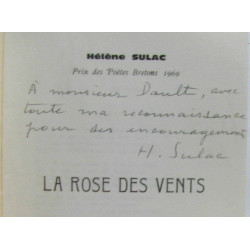 Hélène SULAC
Prix des Poètes Bretons 1969
À monsieur Dault, avec
toute ma reconnaissance
pour ses encouragements
H. Sulac
LA ROSE DES VENTS